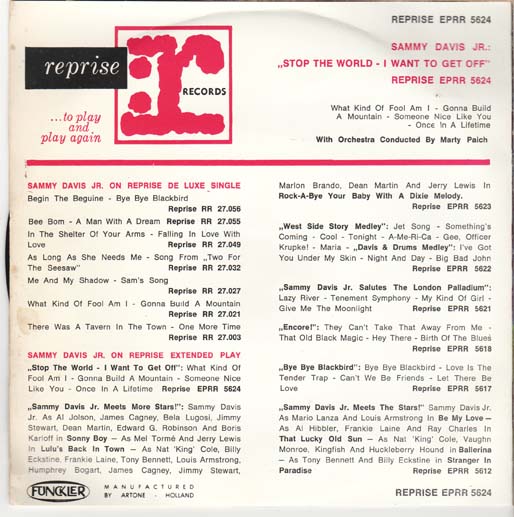 REPRISE EPRR 5624
reprise
RECORDS
...to play
and
play again
SAMMY DAVIS JR.:
„STOP THE WORLD - I WANT TO GET OFF”
REPRISE EPRR 5624
What Kind Of Fool Am I - Gonna Build
A Mountain - Someone Nice Like You
- Once In A Lifetime
With Orchestra Conducted By Marty Paich
SAMMY DAVIS JR. ON REPRISE DE LUXE SINGLE
Begin The Beguine - Bye Bye Blackbird
Reprise RR 27.056
Bee Bom - A Man With A Dream Reprise RR 27.055
In The Shelter Of Your Arms - Falling In Love With
Love Reprise RR 27.049
As Long As She Needs Me - Song From „Two For
The Seesaw” Reprise RR 27.032
Me And My Shadow - Sam's Song
Reprise RR 27.027
What Kind Of Fool Am I - Gonna Build A Mountain
Reprise RR 27.021
There Was A Tavern In The Town - One More Time
Reprise RR 27.003
SAMMY DAVIS JR. ON REPRISE EXTENDED PLAY
„Stop The World - I Want To Get Off”: What Kind Of
Fool Am I - Gonna Build A Mountain - Someone Nice
Like You - Once In A Lifetime Reprise EPRR 5624
„Sammy Davis Jr. Meets More Stars!”: Sammy Davis
Jr. As Al Jolson, James Cagney, Bela Lugosi, Jimmy
Stewart, Dean Martin, Edward G. Robinson And Boris
Karloff in Sonny Boy — As Mel Tormé And Jerry Lewis
In Lulu's Back In Town — As Nat 'King' Cole, Billy
Eckstine, Frankie Laine, Tony Bennett, Louis Armstrong,
Humphrey Bogart, James Cagney, Jimmy Stewart,
Marlon Brando, Dean Martin And Jerry Lewis In
Rock-A-Bye Your Baby With A Dixie Melody.
Reprise EPRR 5623
„West Side Story Medley”: Jet Song - Something's
Coming - Cool - Tonight - A-Me-Ri-Ca - Gee, Officer
Krupke! - Maria - „Davis & Drums Medley”: I've Got
You Under My Skin - Night And Day - Big Bad John
Reprise EPRR 5622
„Sammy Davis Jr. Salutes The London Palladium”:
Lazy River - Tenement Symphony - My Kind Of Girl -
Give Me The Moonlight Reprise EPRR 5621
„Encore!”: They Can't Take That Away From Me -
That Old Black Magic - Hey There - Birth Of The Blues
Reprise EPRR 5618
„Bye Bye Blackbird”: Bye Bye Blackbird - Love Is The
Tender Trap - Can't We Be Friends - Let There Be
Love Reprise EPRR 5617
„Sammy Davis Jr. Meets The Stars!” Sammy Davis Jr.
As Mario Lanza And Louis Armstrong In Be My Love —
As Al Hibbler, Frankie Laine And Ray Charles In
That Lucky Old Sun — As Nat 'King' Cole, Vaughn
Monroe, Kingfish And Huckleberry Hound in Ballerina
— As Tony Bennett And Billy Eckstine in Stranger In
Paradise Reprise EPRR 5612
FUNCKLER
MANUFACTURED
BY ARTONE - HOLLAND
REPRISE EPRR 5624